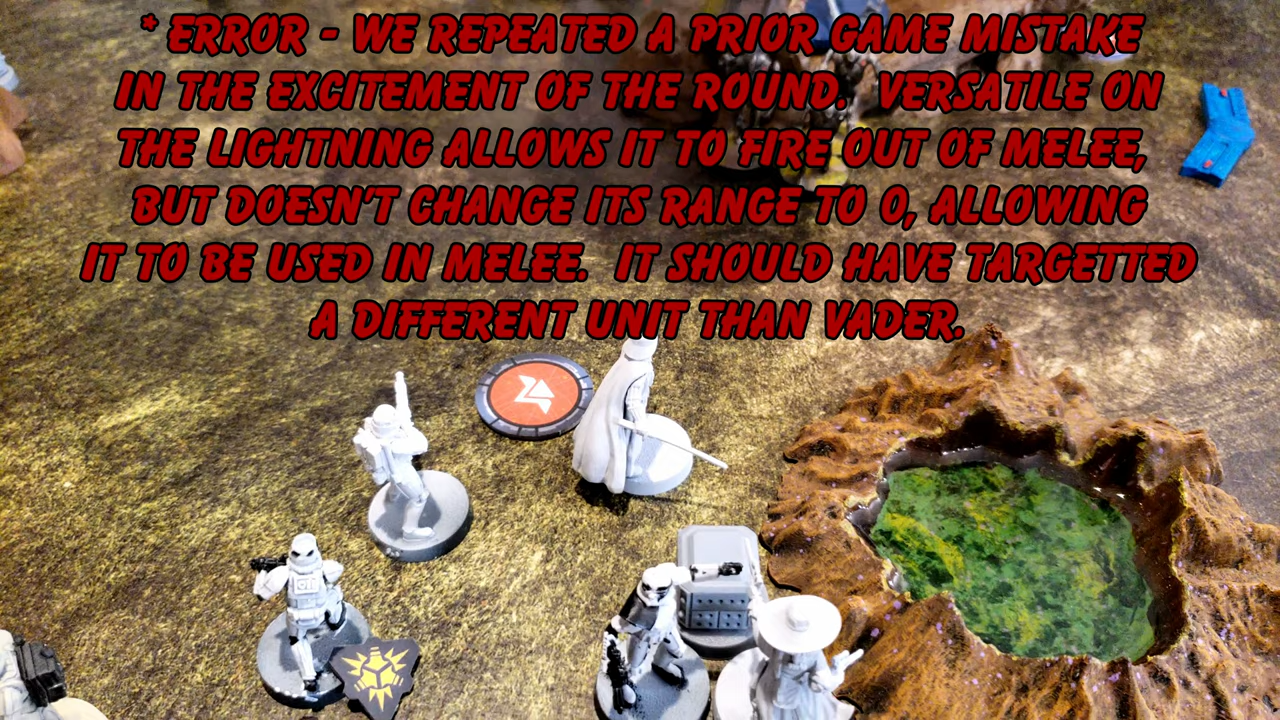 * ERROR - WE REPEATED A PRIOR GAME MISTAKE
IN THE EXCITEMENT OF THE ROUND. VERSATILE ON
THE LIGHTNING ALLOWS IT TO FIRE OUT OF MELEE,
BUT DOESN'T CHANGE ITS RANGE TO 0, ALLOWING
IT TO BE USED IN MELEE. IT SHOULD HAVE TARGETTED
A DIFFERENT UNIT THAN VADER.